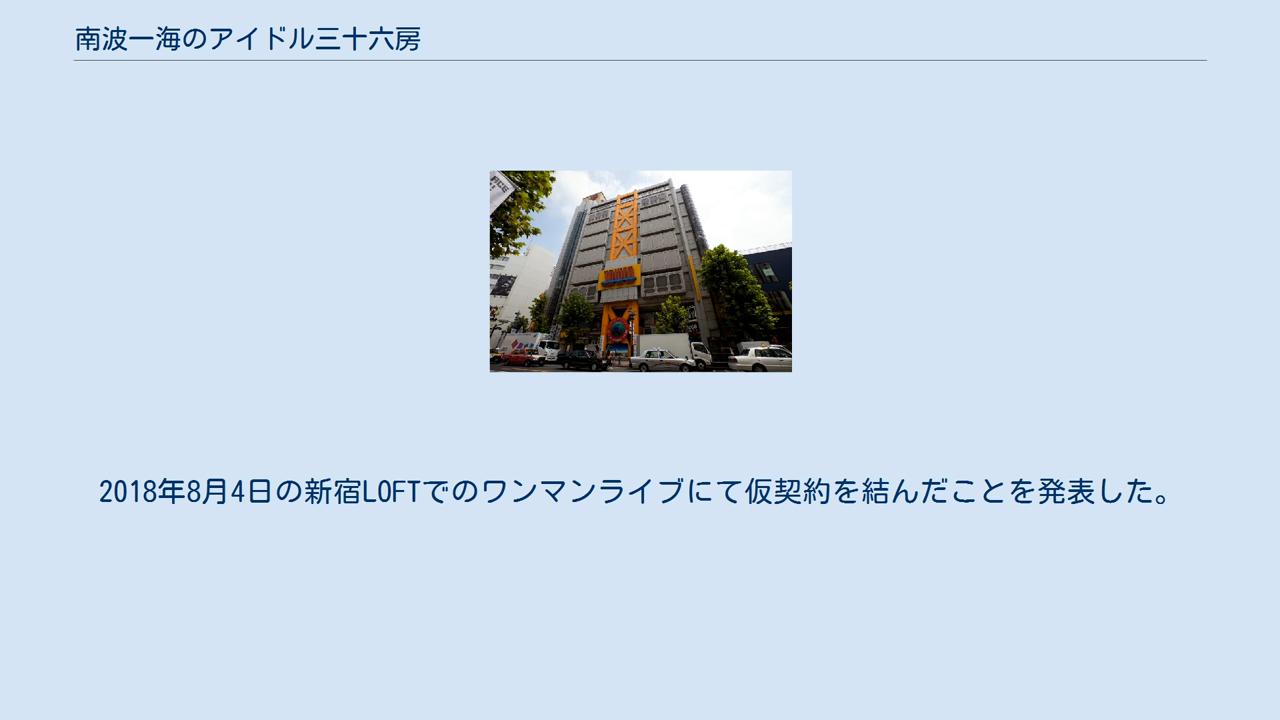 南波一海のアイドル三十六房
2018年8月4日の新宿LOFTでのワンマンライブにて仮契約を結んだことを発表した。